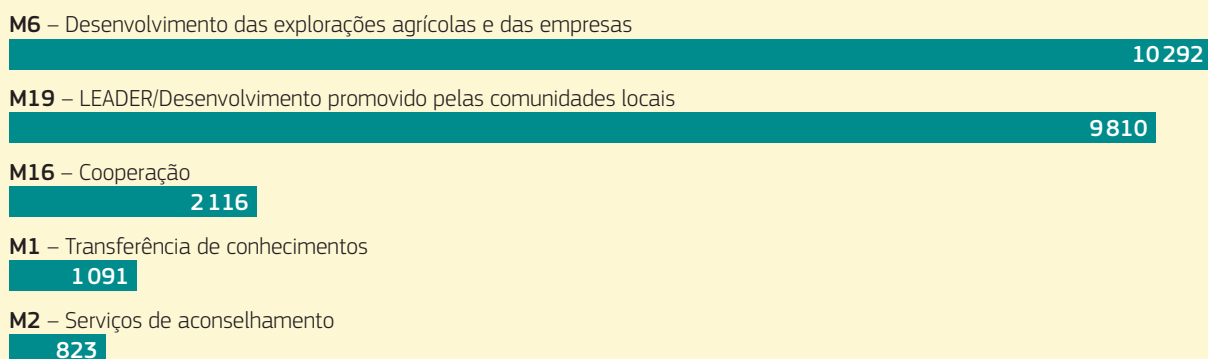 M6 – Desenvolvimento das explorações agrícolas e das empresas
10 292
M19 – LEADER/Desenvolvimento promovido pelas comunidades locais
9 810
M16 – Cooperação
2 116
M1 – Transferência de conhecimentos
1 091
M2 – Serviços de aconselhamento
823